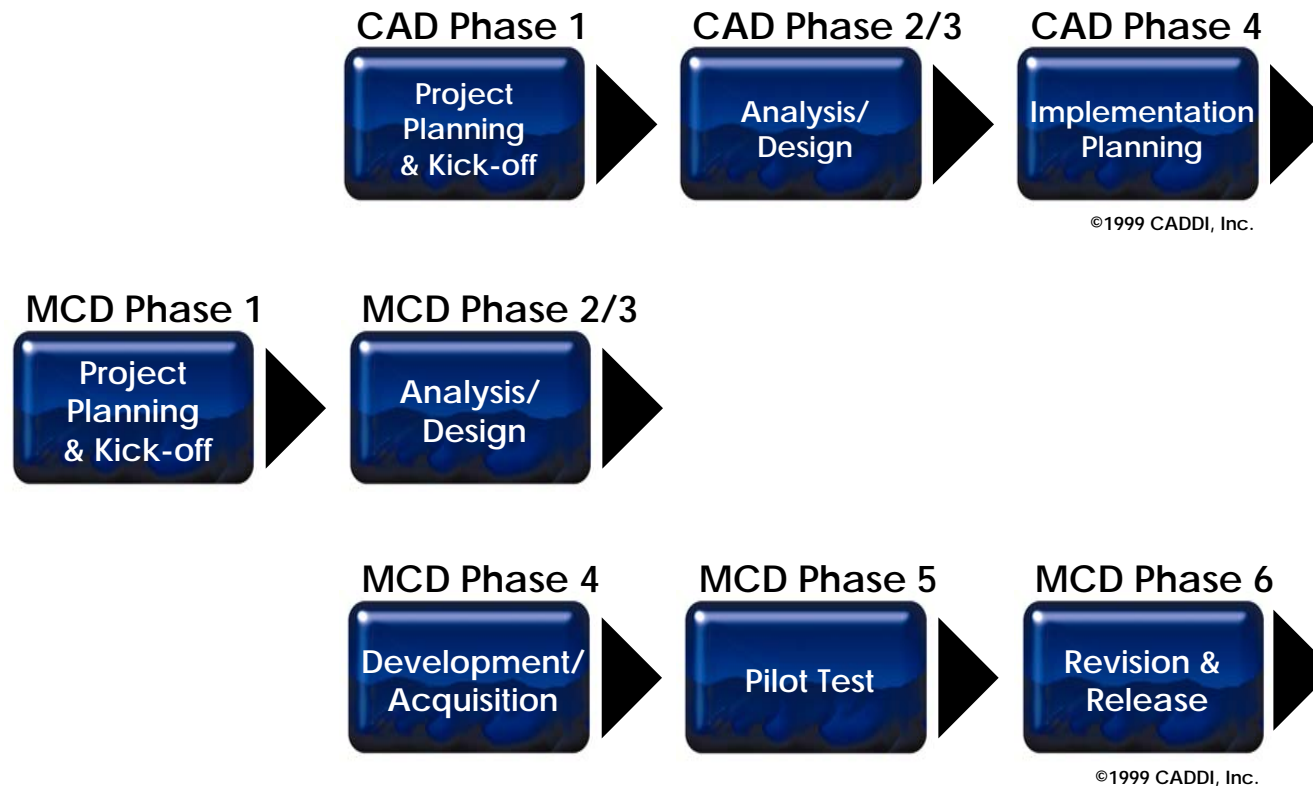 CAD Phase 1
CAD Phase 2/3
CAD Phase 4
Project
Planning
& Kick-off
Analysis/
Design
Implementation
Planning
©1999 CADDI, Inc.
MCD Phase 1
MCD Phase 2/3
Project
Planning
& Kick-off
Analysis/
Design
MCD Phase 4
MCD Phase 5
MCD Phase 6
Development/
Acquisition
Pilot Test
Revision &
Release
©1999 CADDI, Inc.